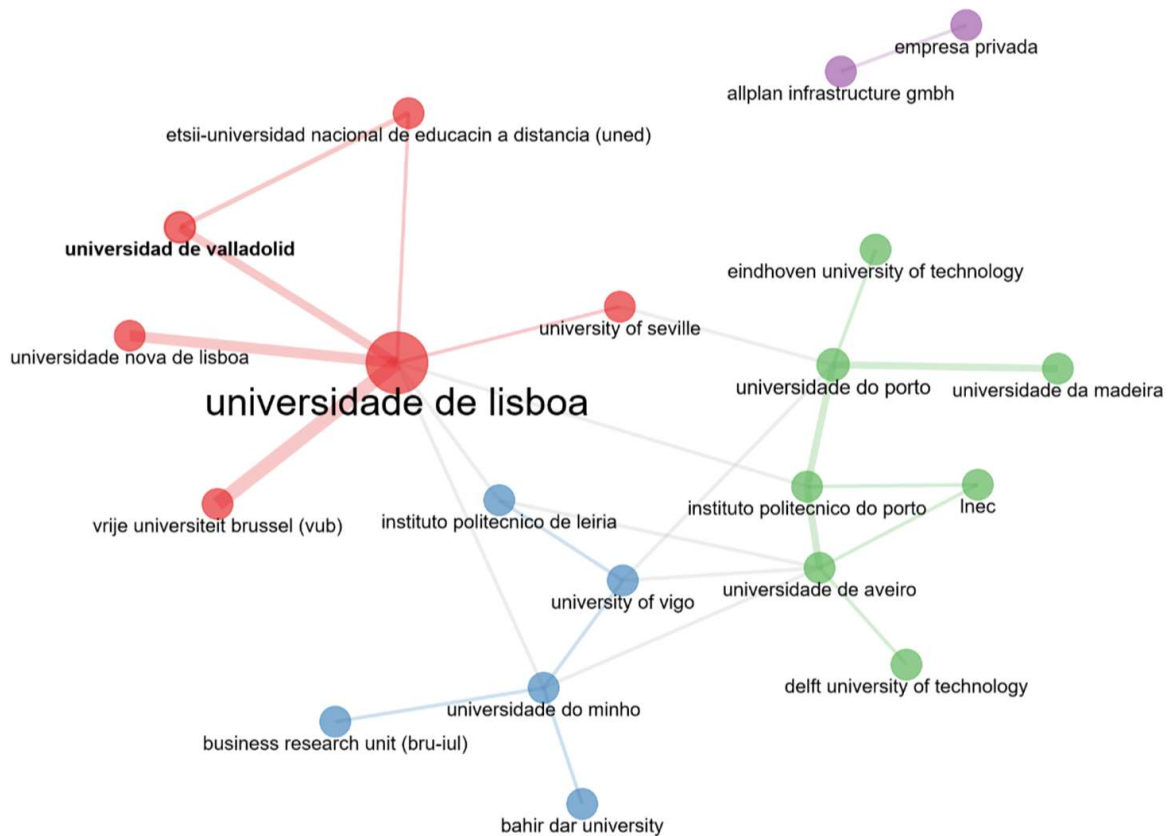 empresa privada
allplan infrastructure gmbh
etsii-universidad nacional de educacin a distancia (uned)
universidad de valladolid
eindhoven university of technology
university of seville
universidade nova de lisboa
universidade de lisboa
universidade do porto
universidade da madeira
instituto politecnico do porto
lnec
vrije universiteit brussel (vub)
instituto politecnico de leiria
universidade de aveiro
university of vigo
delft university of technology
universidade do minho
business research unit (bru-iul)
bahir dar university